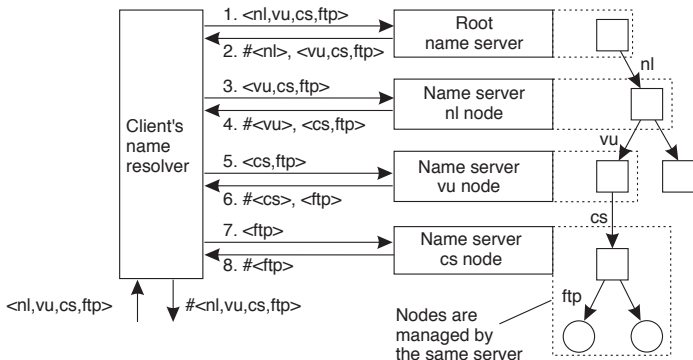 1. <nl,vu,cs,ftp>
2. #<nl>, <vu,cs,ftp>
Root
name server
nl
3. <vu,cs,ftp>
4. #<vu>, <cs,ftp>
Name server
nl node
Client's
name
resolver
vu
5. <cs,ftp>
6. #<cs>, <ftp>
Name server
vu node
cs
7. <ftp>
8. #<ftp>
Name server
cs node
ftp
<nl,vu,cs,ftp>
#<nl,vu,cs,ftp>
Nodes are
managed by
the same server